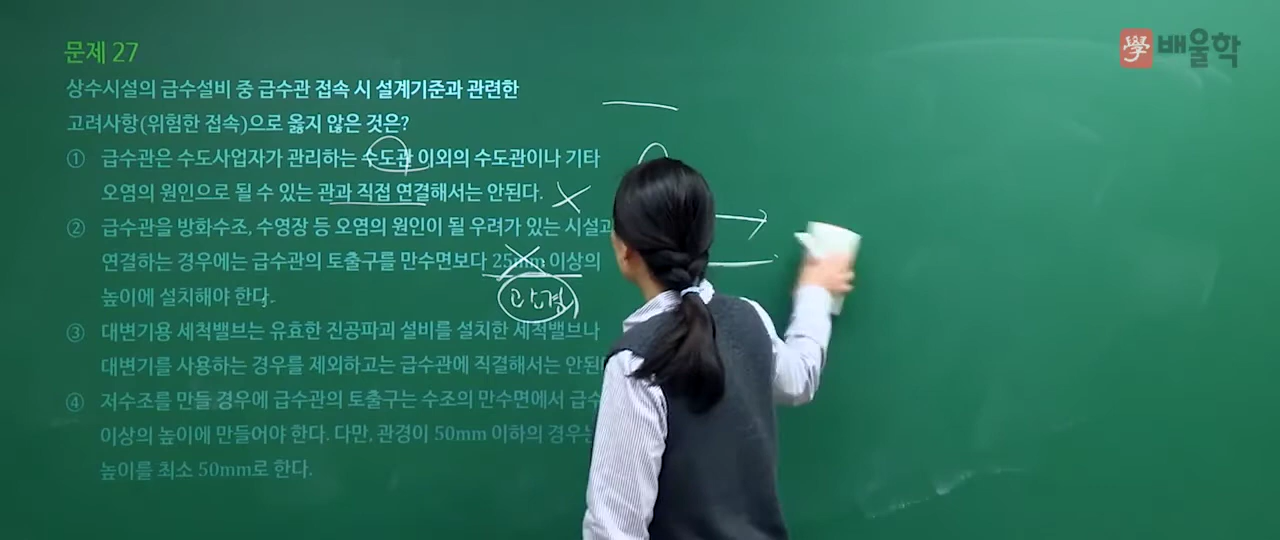 學 배울학
문제 27
상수시설의 급수설비 중 급수관 접속 시 설계기준과 관련한
고려사항(위험한 접속)으로 옳지 않은 것은?
① 급수관은 수도사업자가 관리하는 수도관 이외의 수도관이나 기타
오염의 원인으로 될 수 있는 관과 직접 연결해서는 안된다.
② 급수관을 방화수조, 수영장 등 오염의 원인이 될 우려가 있는 시설과
연결하는 경우에는 급수관의 토출구를 만수면보다 25mm 이상의
높이에 설치해야 한다.
관경
③ 대변기용 세척밸브는 유효한 진공파괴 설비를 설치한 세척밸브나
대변기를 사용하는 경우를 제외하고는 급수관에 직결해서는 안된
④ 저수조를 만들 경우에 급수관의 토출구는 수조의 만수면에서 급수
이상의 높이에 만들어야 한다. 다만, 관경이 50mm 이하의 경우는
높이를 최소 50mm로 한다.